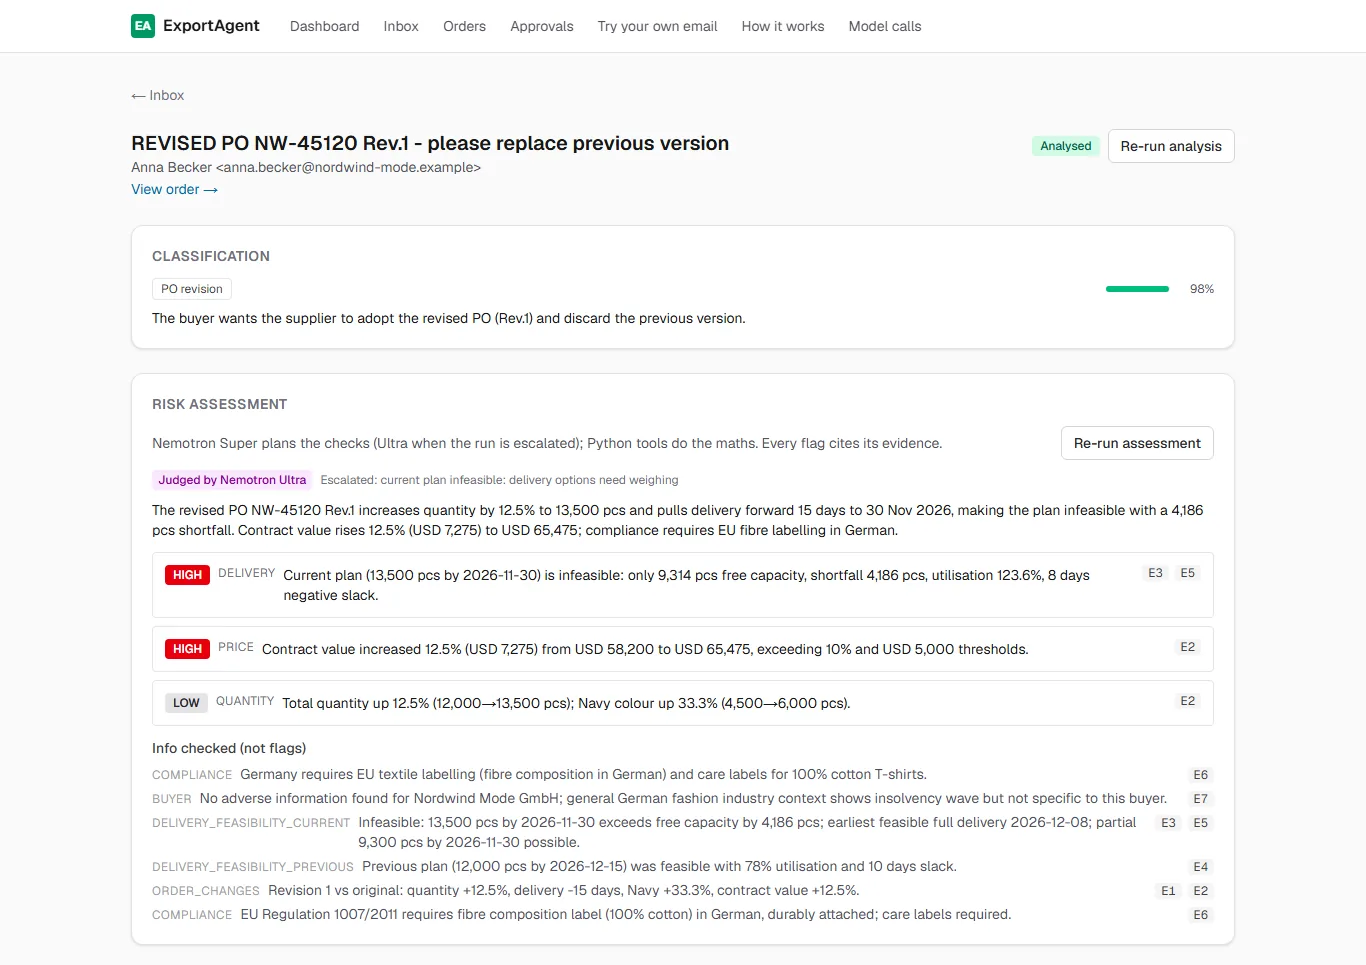 EA ExportAgent Dashboard Inbox Orders Approvals Try your own email How it works Model calls
← Inbox
REVISED PO NW-45120 Rev.1 - please replace previous version
Analysed Re-run analysis
Anna Becker <anna.becker@nordwind-mode.example>
View order →
CLASSIFICATION
PO revision 98%
The buyer wants the supplier to adopt the revised PO (Rev.1) and discard the previous version.
RISK ASSESSMENT
Nemotron Super plans the checks (Ultra when the run is escalated); Python tools do the maths. Every flag cites its evidence.
Re-run assessment
Judged by Nemotron Ultra Escalated: current plan infeasible: delivery options need weighing
The revised PO NW-45120 Rev.1 increases quantity by 12.5% to 13,500 pcs and pulls delivery forward 15 days to 30 Nov 2026, making the plan infeasible with a 4,186
pcs shortfall. Contract value rises 12.5% (USD 7,275) to USD 65,475; compliance requires EU fibre labelling in German.
HIGH DELIVERY Current plan (13,500 pcs by 2026-11-30) is infeasible: only 9,314 pcs free capacity, shortfall 4,186 pcs, utilisation 123.6%, 8 days E3 E5
negative slack.
HIGH PRICE Contract value increased 12.5% (USD 7,275) from USD 58,200 to USD 65,475, exceeding 10% and USD 5,000 thresholds. E2
LOW QUANTITY Total quantity up 12.5% (12,000→13,500 pcs); Navy colour up 33.3% (4,500→6,000 pcs). E2
Info checked (not flags)
COMPLIANCE Germany requires EU textile labelling (fibre composition in German) and care labels for 100% cotton T-shirts. E6
BUYER No adverse information found for Nordwind Mode GmbH; general German fashion industry context shows insolvency wave but not specific to this buyer. E7
DELIVERY_FEASIBILITY_CURRENT Infeasible: 13,500 pcs by 2026-11-30 exceeds free capacity by 4,186 pcs; earliest feasible full delivery 2026-12-08; partial E3 E5
9,300 pcs by 2026-11-30 possible.
DELIVERY_FEASIBILITY_PREVIOUS Previous plan (12,000 pcs by 2026-12-15) was feasible with 78% utilisation and 10 days slack. E4
ORDER_CHANGES Revision 1 vs original: quantity +12.5%, delivery -15 days, Navy +33.3%, contract value +12.5%. E1 E2
COMPLIANCE EU Regulation 1007/2011 requires fibre composition label (100% cotton) in German, durably attached; care labels required. E6